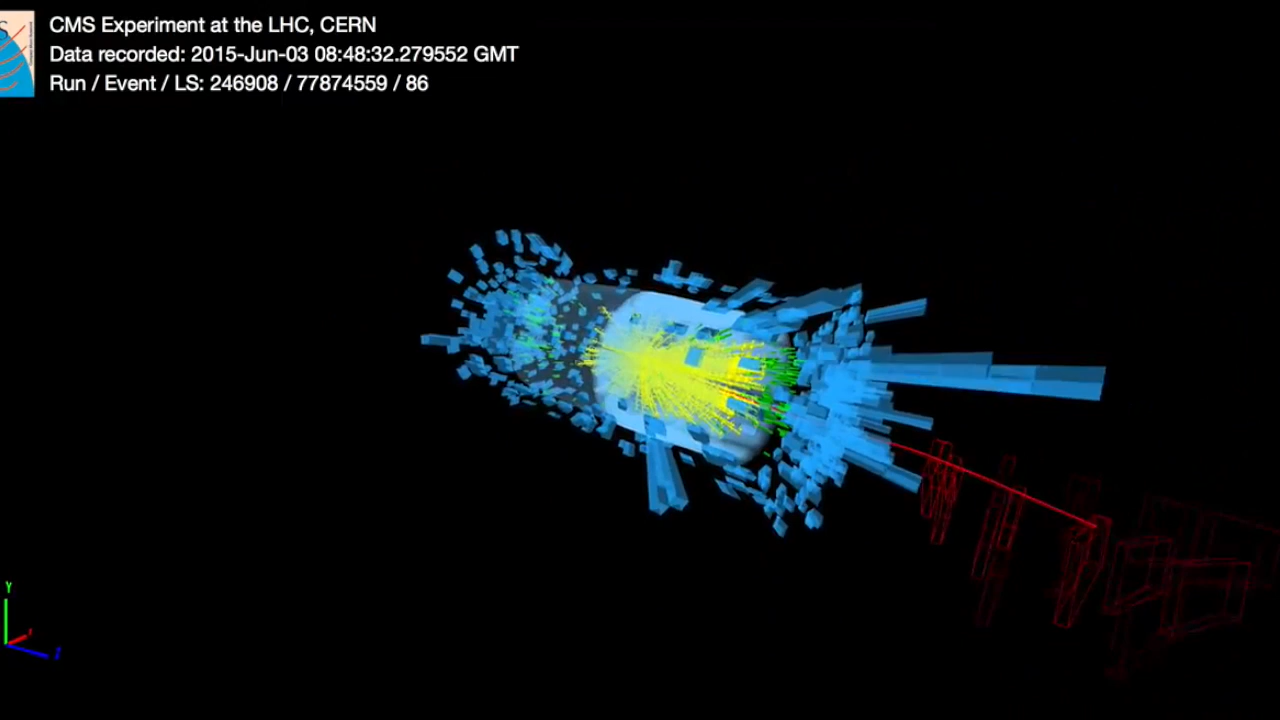 S
CMS Experiment at the LHC, CERN
Data recorded: 2015-Jun-03 08:48:32.279552 GMT
Run / Event / LS: 246908 / 77874559 / 86
Y